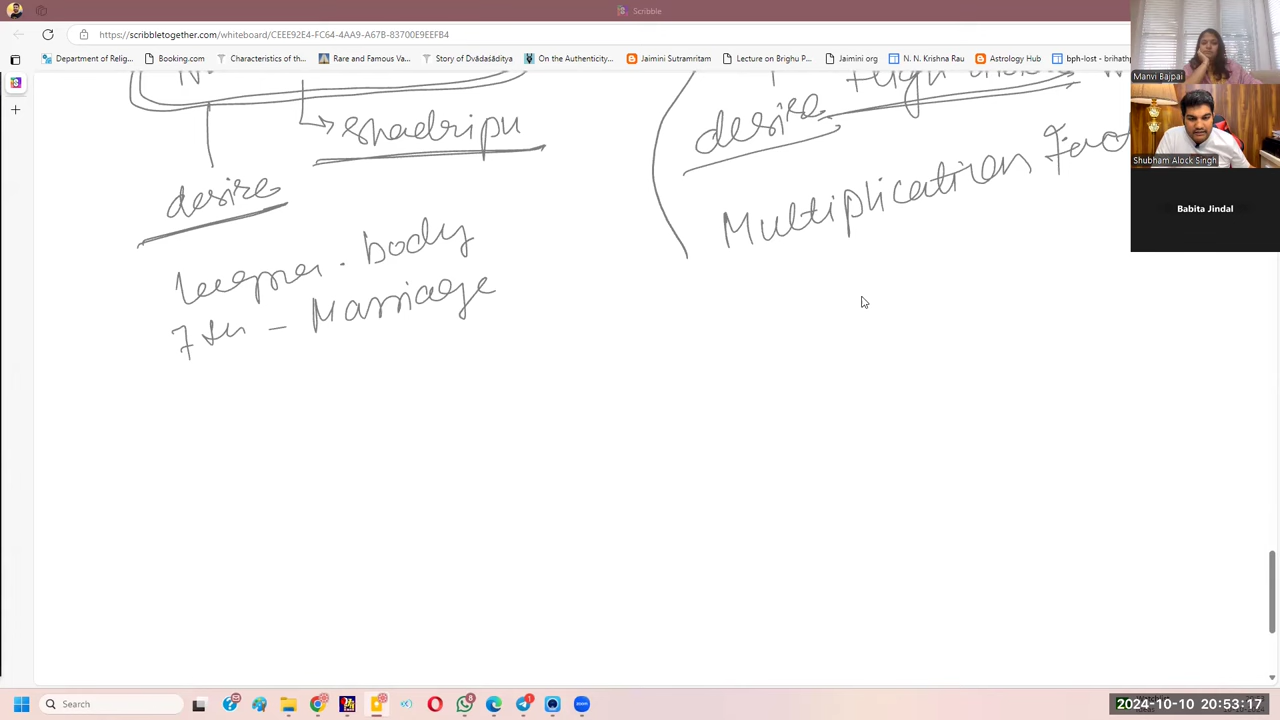 Scribble
https://scribbletogether.com/whiteboard/CEEE92E4-FC64-4AA9-A67B-83700E9EEFB4
Department of Relig... Booking.com Characteristics of th... Rare and Famous Va... Story of Dvādaśāditya On the Authenticity... Jaimini Sutramritam Lecture on Brighu P... Jaimini org N. N. Krishna Rau Astrology Hub bph-lost - brihatp
Manvi Bajpai
Shubham Alock Singh
Babita Jindal
shadripu
desire
body
7th - Marriage
High
desire
Multiplication
Search
2024-10-10 20:53:17